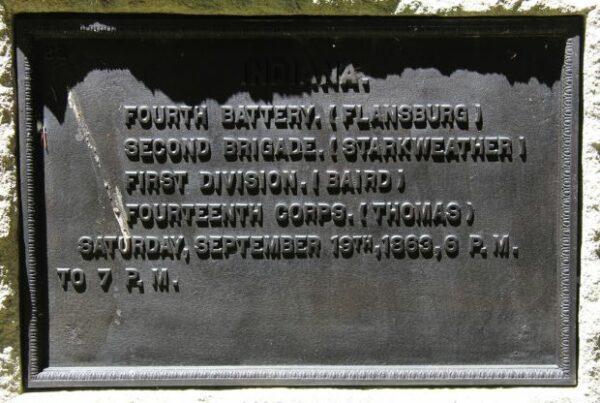 INDIANA.
FOURTH BATTERY. (FLANSBURG)
SECOND BRIGADE. (STARKWEATHER)
FIRST DIVISION. (BAIRD)
FOURTEENTH CORPS. (THOMAS)
SATURDAY, SEPTEMBER 19TH, 1863, 6 P. M.
TO 7 P. M.